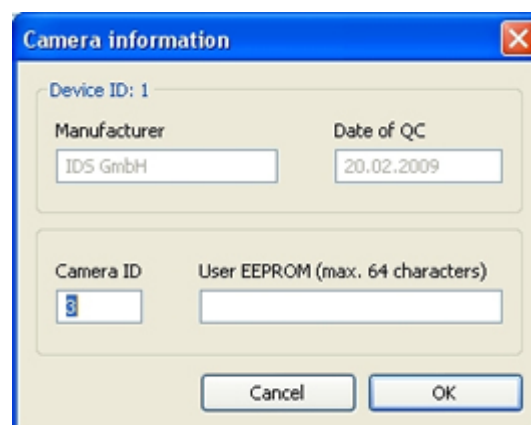 Camera information
Device ID: 1
Manufacturer Date of QC
IDS GmbH 20.02.2009
Camera ID User EEPROM (max. 64 characters)
3
Cancel OK